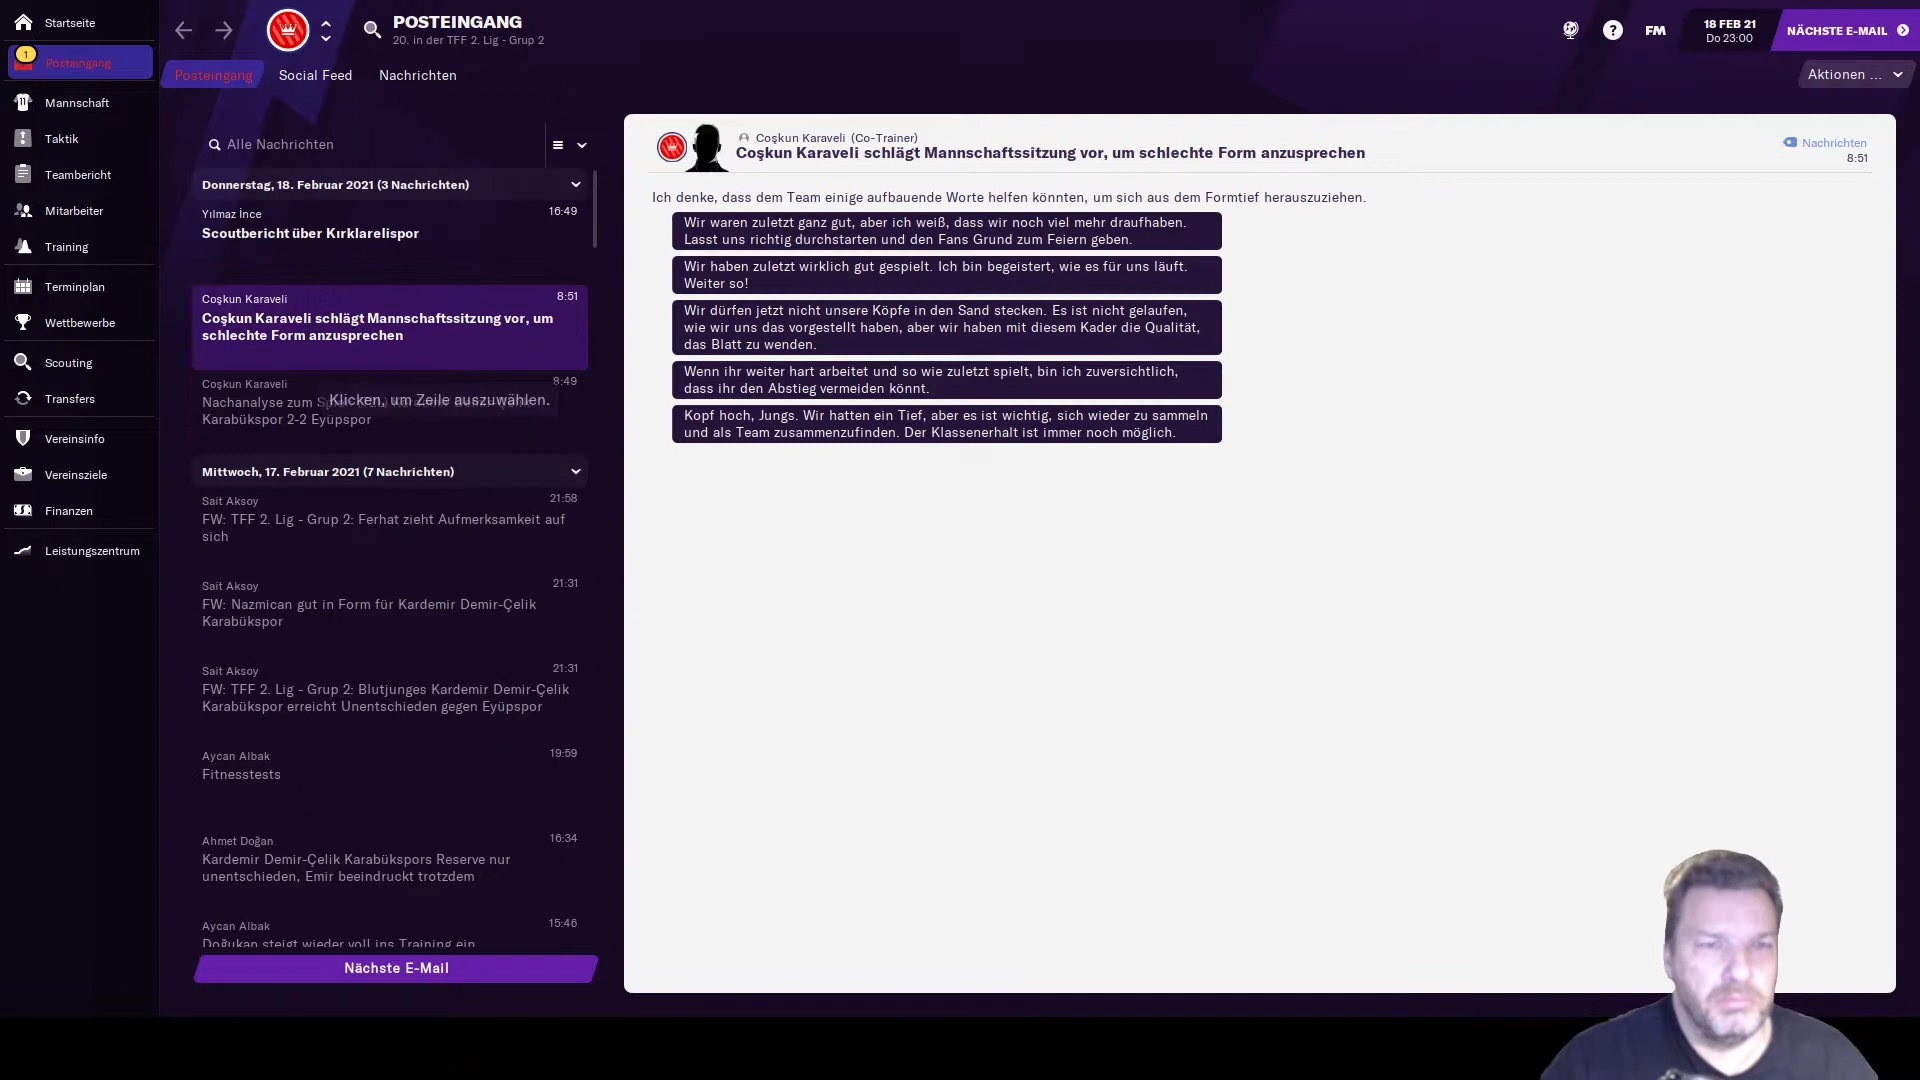 Startseite
1
Posteingang
Mannschaft
Taktik
Teambericht
Mitarbeiter
Training
Terminplan
Wettbewerbe
Scouting
Transfers
Vereinsinfo
Vereinsziele
Finanzen
Leistungszentrum
POSTEINGANG
20. in der TFF 2. Lig - Grup 2
?
FM
18 FEB 21
Do 23:00
NÄCHSTE E-MAIL
Posteingang
Social Feed
Nachrichten
Aktionen ...
Alle Nachrichten
Donnerstag, 18. Februar 2021 (3 Nachrichten)
Yılmaz İnce
16:49
Scoutbericht über Kırklarelispor
Coşkun Karaveli
8:51
Coşkun Karaveli schlägt Mannschaftssitzung vor, um
schlechte Form anzusprechen
Coşkun Karaveli
8:49
Nachanalyse zum
Klicken, um Zeile auszuwählen.
Karabükspor 2-2 Eyüpspor
Mittwoch, 17. Februar 2021 (7 Nachrichten)
Sait Aksoy
21:58
FW: TFF 2. Lig - Grup 2: Ferhat zieht Aufmerksamkeit auf
sich
Sait Aksoy
21:31
FW: Nazmican gut in Form für Kardemir Demir-Çelik
Karabükspor
Sait Aksoy
21:31
FW: TFF 2. Lig - Grup 2: Blutjunges Kardemir Demir-Çelik
Karabükspor erreicht Unentschieden gegen Eyüpspor
Aycan Albak
19:59
Fitnesstests
Ahmet Doğan
16:34
Kardemir Demir-Çelik Karabükspors Reserve nur
unentschieden, Emir beeindruckt trotzdem
Aycan Albak
15:46
Doğukan steigt wieder voll ins Training ein
Nächste E-Mail
Coşkun Karaveli (Co-Trainer)
Coşkun Karaveli schlägt Mannschaftssitzung vor, um schlechte Form anzusprechen
Nachrichten
8:51
Ich denke, dass dem Team einige aufbauende Worte helfen könnten, um sich aus dem Formtief herauszuziehen.
Wir waren zuletzt ganz gut, aber ich weiß, dass wir noch viel mehr draufhaben.
Lasst uns richtig durchstarten und den Fans Grund zum Feiern geben.
Wir haben zuletzt wirklich gut gespielt. Ich bin begeistert, wie es für uns läuft.
Weiter so!
Wir dürfen jetzt nicht unsere Köpfe in den Sand stecken. Es ist nicht gelaufen,
wie wir uns das vorgestellt haben, aber wir haben mit diesem Kader die Qualität,
das Blatt zu wenden.
Wenn ihr weiter hart arbeitet und so wie zuletzt spielt, bin ich zuversichtlich,
dass ihr den Abstieg vermeiden könnt.
Kopf hoch, Jungs. Wir hatten ein Tief, aber es ist wichtig, sich wieder zu sammeln
und als Team zusammenzufinden. Der Klassenerhalt ist immer noch möglich.